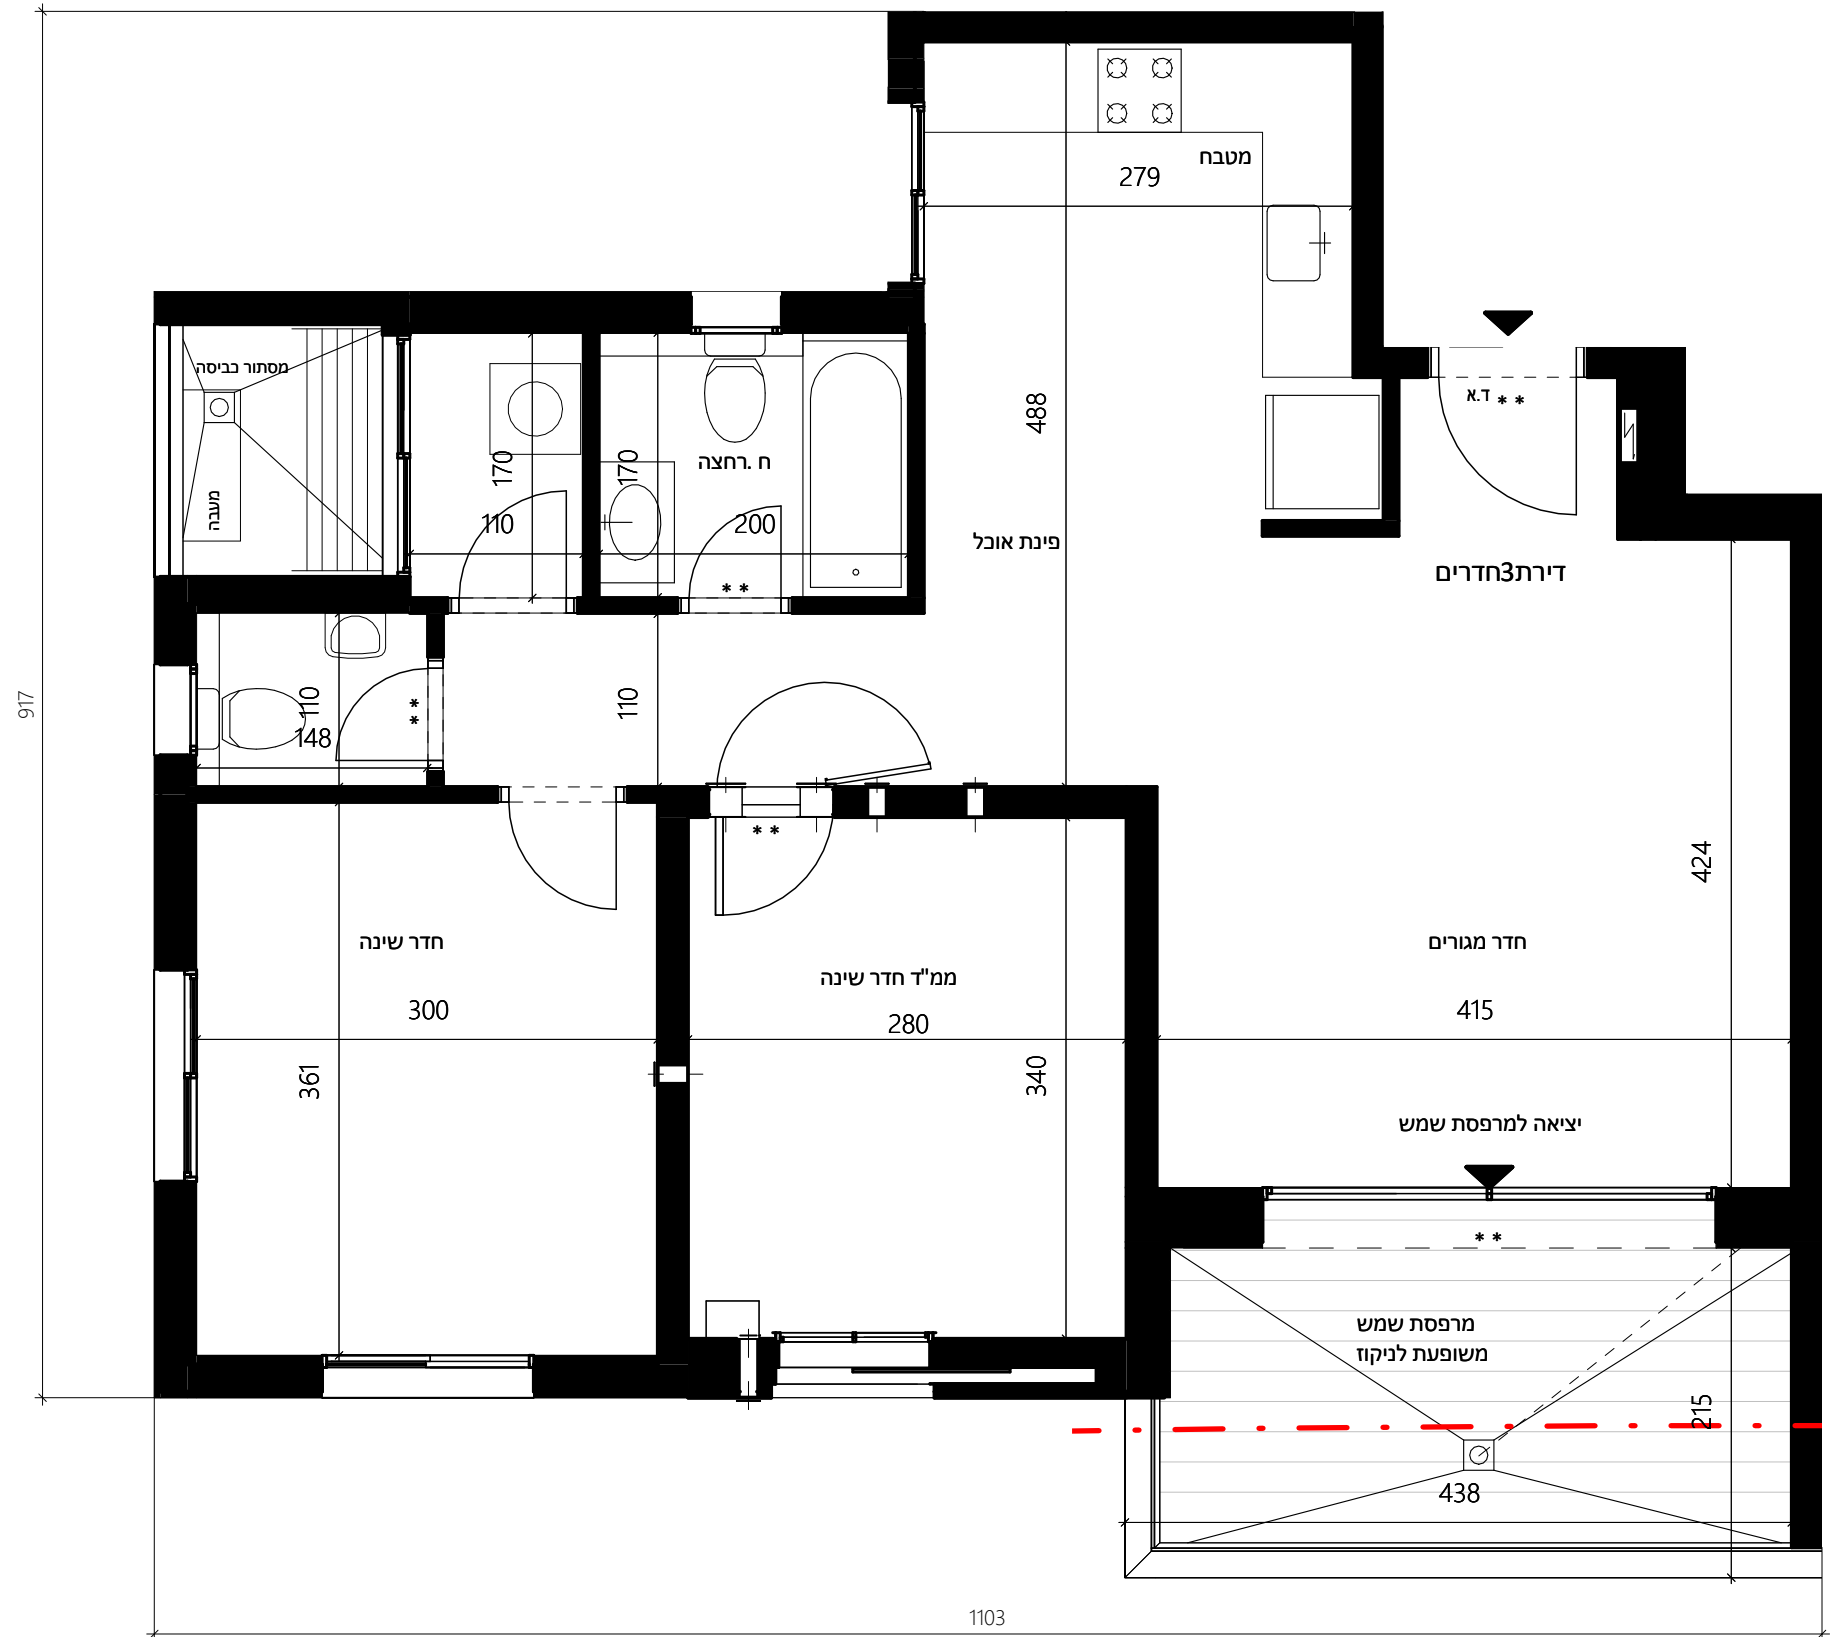 מטבח
279
מסתור כביסה
ד.א
**
488
170
170
ח .רחצה
מעבה
110
200
**
פינת אוכל
דירת3חדרים
917
110
148
**
110
**
424
חדר שינה
חדר מגורים
ממ"ד חדר שינה
300
280
415
361
340
יציאה למרפסת שמש
**
מרפסת שמש
משופעת לניקוז
215
438
1103